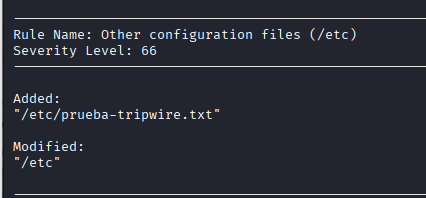 Rule Name: Other configuration files (/etc)
Severity Level: 66
Added:
"/etc/prueba-tripwire.txt"
Modified:
"/etc"